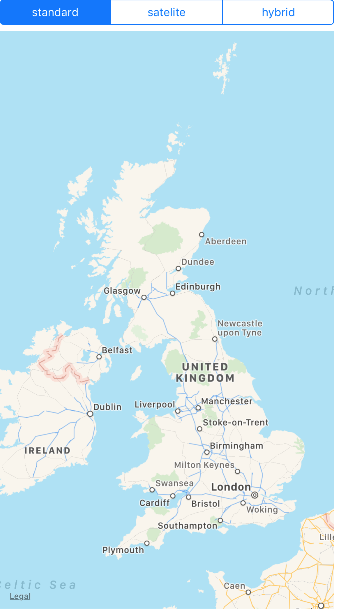 standard
satelite
hybrid
Aberdeen
Dundee
Glasgow
Edinburgh
North
Newcastle
upon Tyne
Belfast
UNITED
KINGDOM
Liverpool
Manchester
Dublin
Stoke-on-Trent
IRELAND
Birmingham
Milton Keynes
Swansea
London
Cardiff
Bristol
Woking
Southampton
Plymouth
Lille
Celtic Sea
Caen
Legal